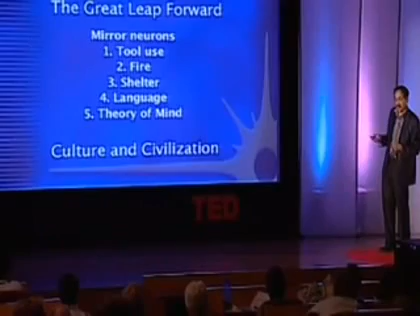 The Great Leap Forward
Mirror neurons
1. Tool use
2. Fire
3. Shelter
4. Language
5. Theory of Mind
Culture and Civilization
TED